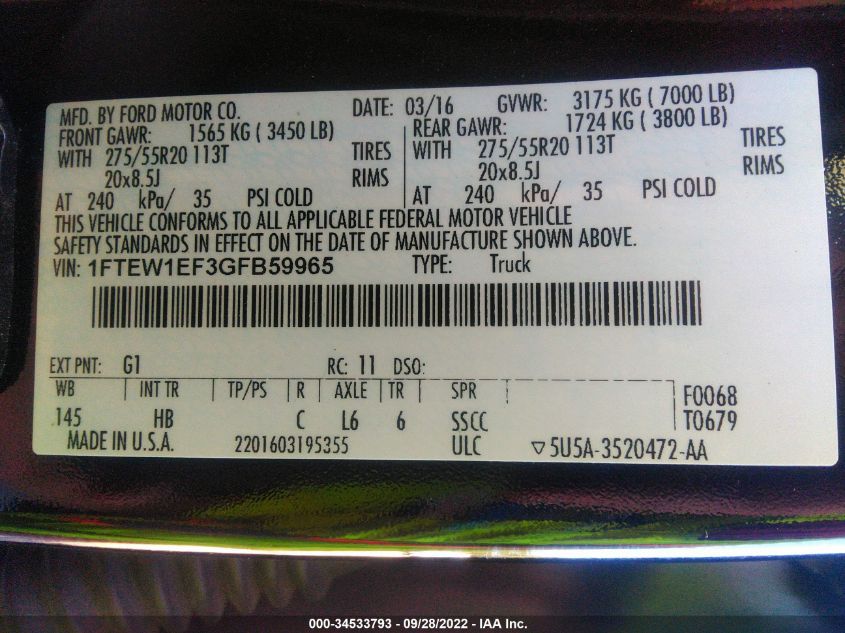 MFD. BY FORD MOTOR CO. DATE: 03/16 GVWR: 3175 KG ( 7000 LB)
FRONT GAWR: 1565 KG ( 3450 LB) REAR GAWR: 1724 KG ( 3800 LB)
WITH 275/55R20 113T TIRES WITH 275/55R20 113T TIRES
20x8.5J RIMS 20x8.5J RIMS
AT 240 kPa/ 35 PSI COLD AT 240 kPa/ 35 PSI COLD
THIS VEHICLE CONFORMS TO ALL APPLICABLE FEDERAL MOTOR VEHICLE
SAFETY STANDARDS IN EFFECT ON THE DATE OF MANUFACTURE SHOWN ABOVE.
VIN: 1FTEW1EF3GFB59965 TYPE: Truck
EXT PNT: G1 RC: 11 DSO:
WB INT TR TP/PS R AXLE TR SPR F0068
145 HB C L6 6 SSCC T0679
MADE IN U.S.A. 2201603195355 ULC ▽5U5A-3520472-AA
000-34533793 - 09/28/2022 - IAA Inc.